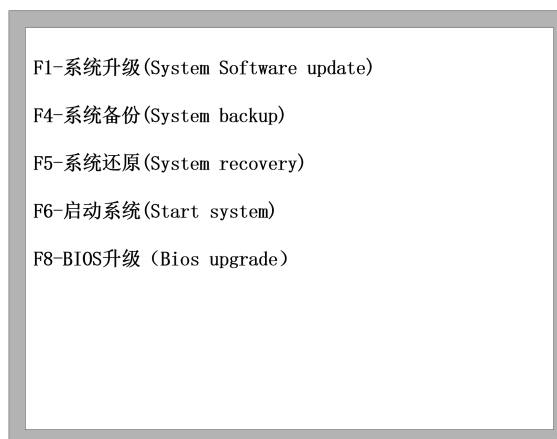 F1-系统升级(System Software update)
F4-系统备份(System backup)
F5-系统还原(System recovery)
F6-启动系统(Start system)
F8-BIOS升级（Bios upgrade）